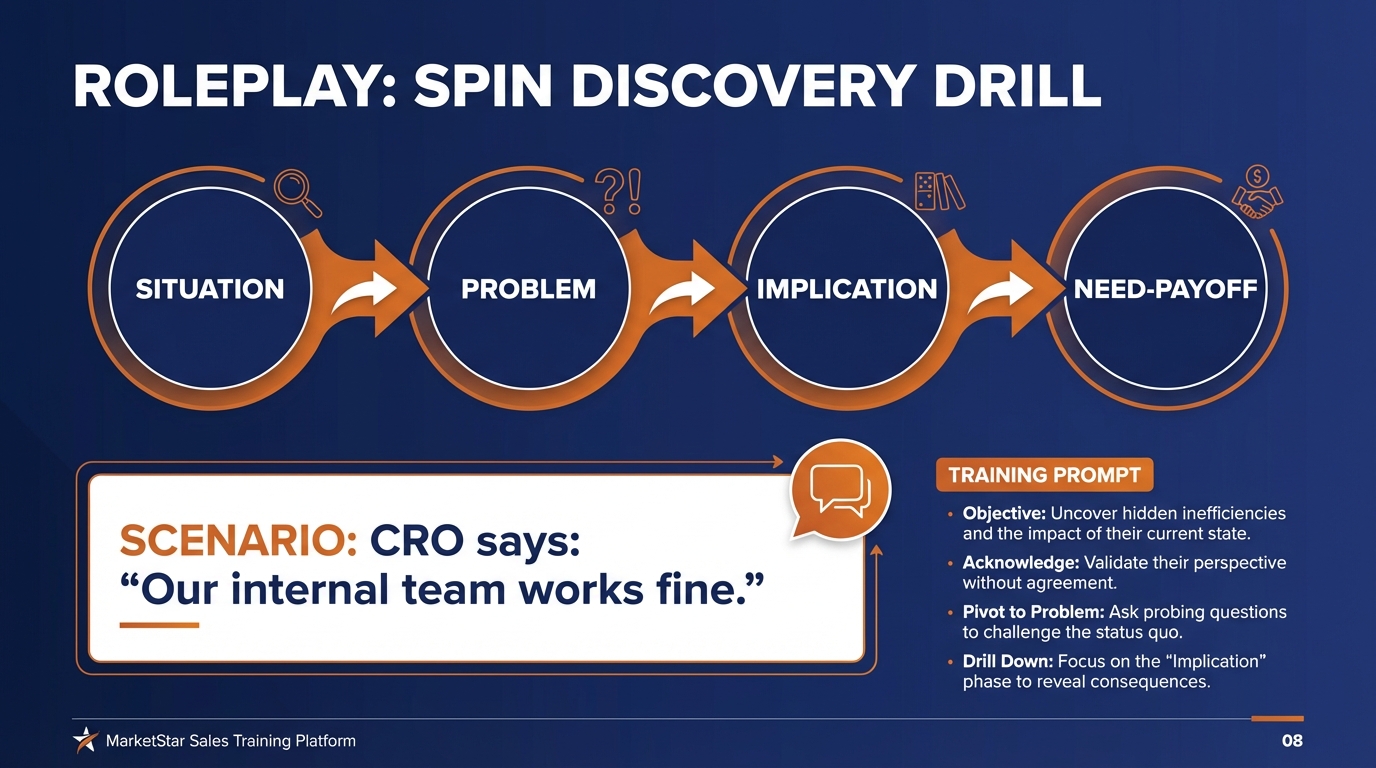 ROLEPLAY: SPIN DISCOVERY DRILL
?!
$
SITUATION
PROBLEM
IMPLICATION
NEED-PAYOFF
SCENARIO: CRO says:
“Our internal team works fine.”
TRAINING PROMPT
• Objective: Uncover hidden inefficiencies
and the impact of their current state.
• Acknowledge: Validate their perspective
without agreement.
• Pivot to Problem: Ask probing questions
to challenge the status quo.
• Drill Down: Focus on the “Implication”
phase to reveal consequences.
MarketStar Sales Training Platform
08